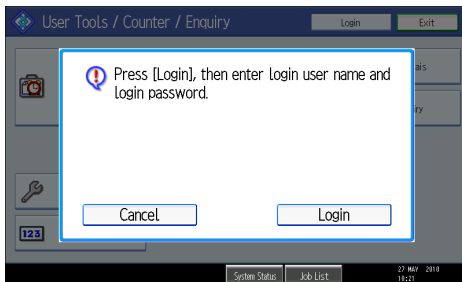 User Tools / Counter / Enquiry
Login
Exit
Press [Login], then enter login user name and
login password.
Cancel
Login
123
System Status
Job List
27 MAY 2010
10:21